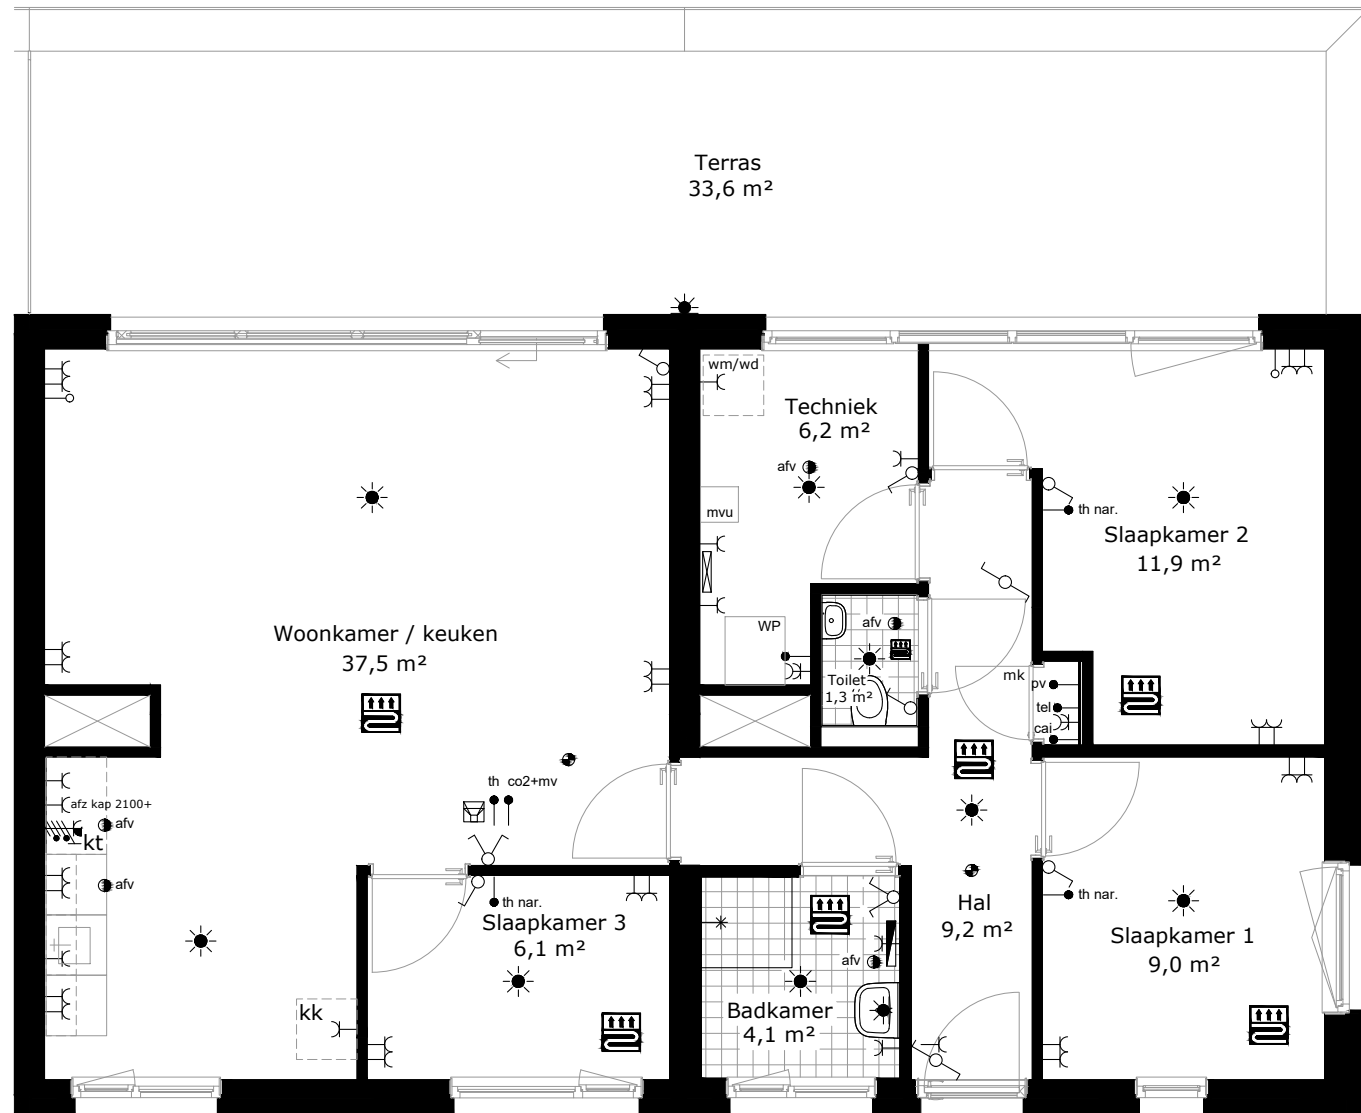 Terras
33,6 m²
wm/wd
Techniek
6,2 m²
afv
mvu
th nar.
Slaapkamer 2
11,9 m²
Woonkamer / keuken
37,5 m²
WP
afv
Toilet
1,3 m²
mk
pv
tel
cai
th co2+mv
afz kap 2100+
afv
kt
afv
th nar.
Slaapkamer 3
6,1 m²
kk
afv
Badkamer
4,1 m²
Hal
9,2 m²
th nar.
Slaapkamer 1
9,0 m²